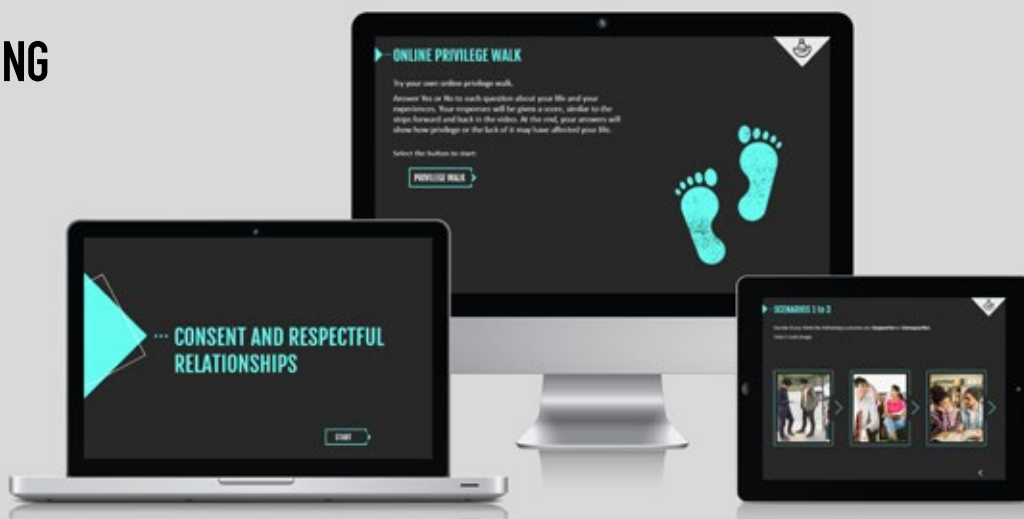 NG
ONLINE PRIVILEGE WALK
Try your own online privilege walk.
Answer Yes or No to each question about your life and your
experiences. Your responses will be given a score, similar to the
steps forward and back in the video. At the end, your answers will
show how privilege or the lack of it may have affected your life.
Select the button to start:
PRIVILEGE WALK
CONSENT AND RESPECTFUL
RELATIONSHIPS
START
SCENARIOS 1 to 3